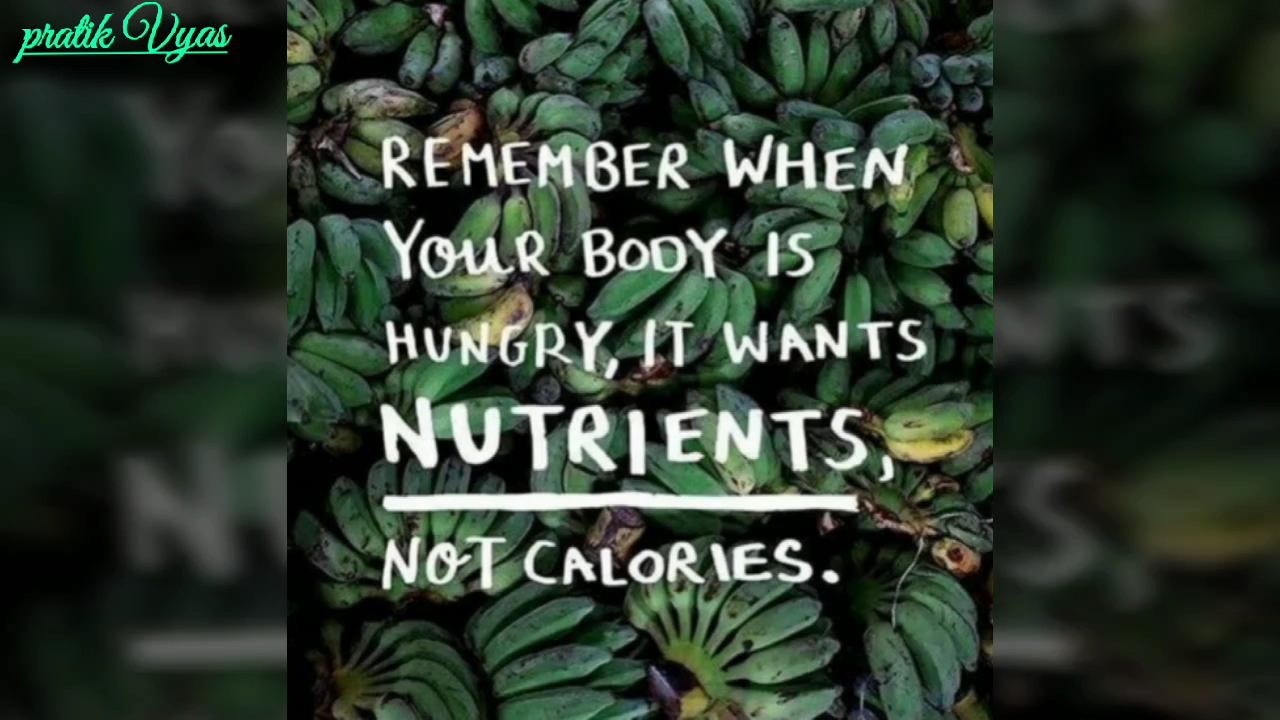 pratik Vyas
REMEMBER WHEN
YOUR BODY IS
HUNGRY, IT WANTS
NUTRIENTS,
NOT CALORIES.